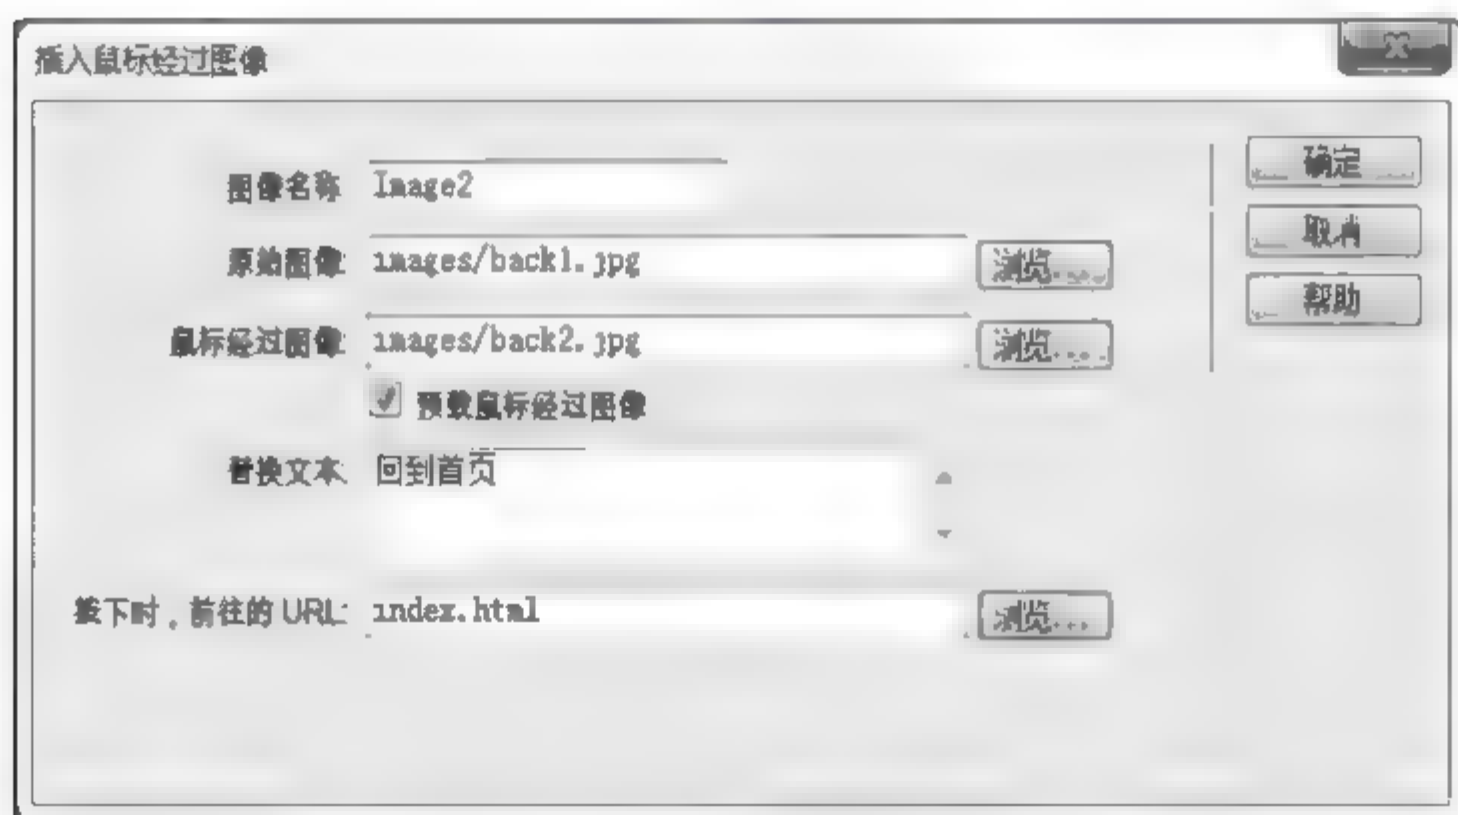 插入鼠标经过图像
x
图像名称 Image2
确定
原始图像: images/back1.jpg 浏览...
取消
鼠标经过图像: images/back2.jpg 浏览...
帮助
预载鼠标经过图像
替换文本: 回到首页
按下时，前往的 URL: index.html 浏览...